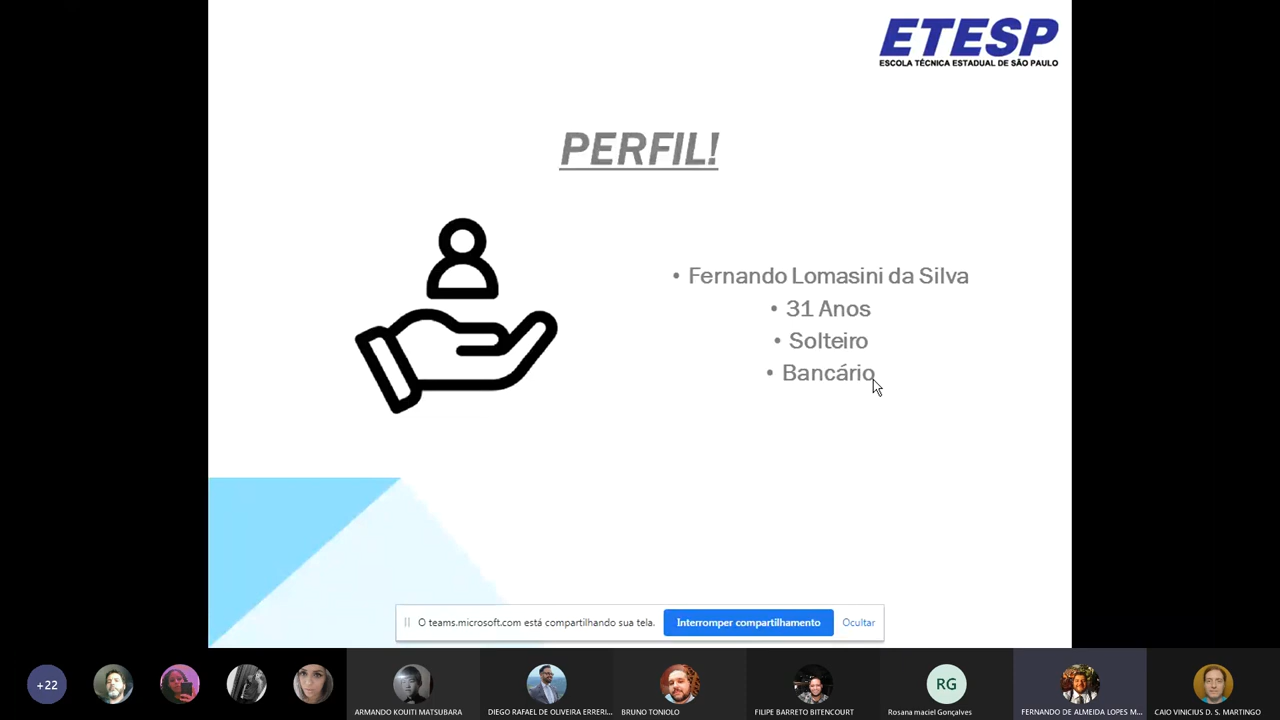 ETESP
ESCOLA TÉCNICA ESTADUAL DE SÃO PAULO
PERFIL!
• Fernando Lomasini da Silva
• 31 Anos
• Solteiro
• Bancário
O teams.microsoft.com está compartilhando sua tela.
Interromper compartilhamento
Ocultar
+22
RG
ARMANDO KOUITI MATSUBARA
DIEGO RAFAEL DE OLIVEIRA ERRERI...
BRUNO TONIOLO
FILIPE BARRETO BITENCOURT
Rosana maciel Gonçalves
FERNANDO DE ALMEIDA LOPES M...
CAIO VINICIUS D. S. MARTINGO